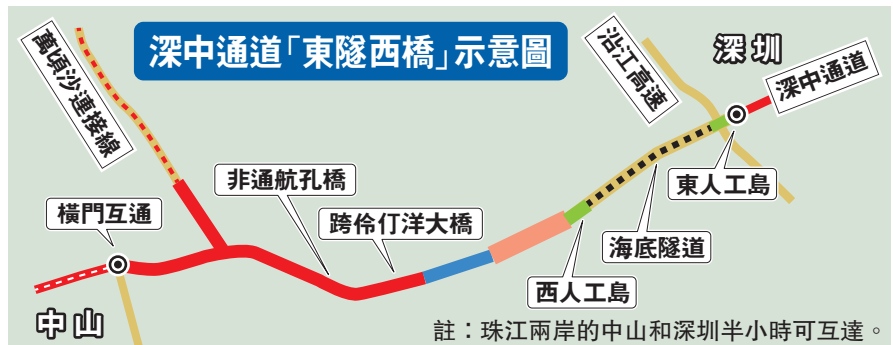 深中通道「東隧西橋」示意圖
萬頃沙連接線
沿江高速
深圳
深中通道
非通航孔橋
東人工島
橫門互通
跨伶仃洋大橋
海底隧道
西人工島
中山
註：珠江兩岸的中山和深圳半小時可互達。